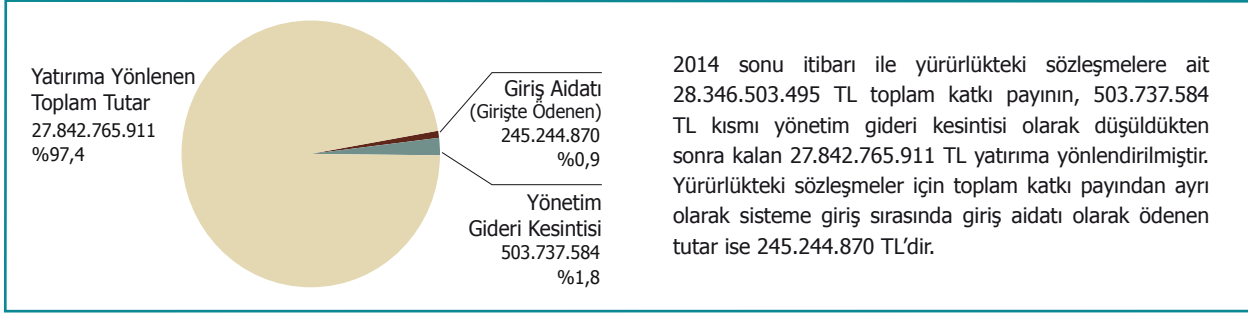 Yatırıma Yönlenen
Toplam Tutar
27.842.765.911
%97,4
Giriş Aidatı
(Girişte Ödenen)
245.244.870
%0,9
Yönetim
Gideri Kesintisi
503.737.584
%1,8
2014 sonu itibarı ile yürürlükteki sözleşmelere ait
28.346.503.495 TL toplam katkı payının, 503.737.584
TL kısmı yönetim gideri kesintisi olarak düşüldükten
sonra kalan 27.842.765.911 TL yatırıma yönlendirilmiştir.
Yürürlükteki sözleşmeler için toplam katkı payından ayrı
olarak sisteme giriş sırasında giriş aidatı olarak ödenen
tutar ise 245.244.870 TL’dir.